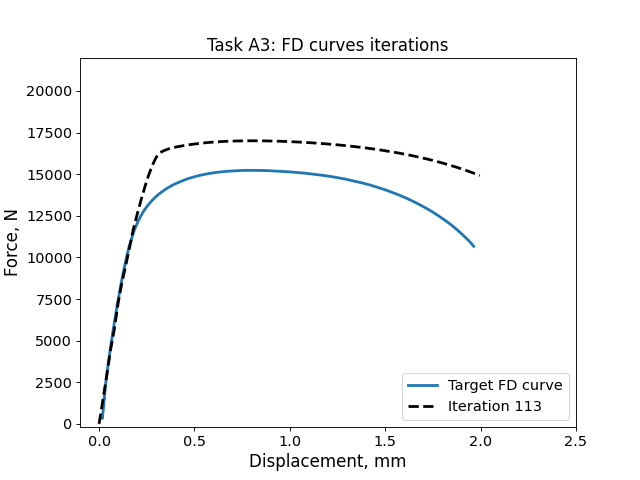 Task A3: FD curves iterations
Force, N
20000
17500
15000
12500
10000
7500
5000
2500
0
0.0 0.5 1.0 1.5 2.0 2.5
Displacement, mm
Target FD curve
Iteration 113